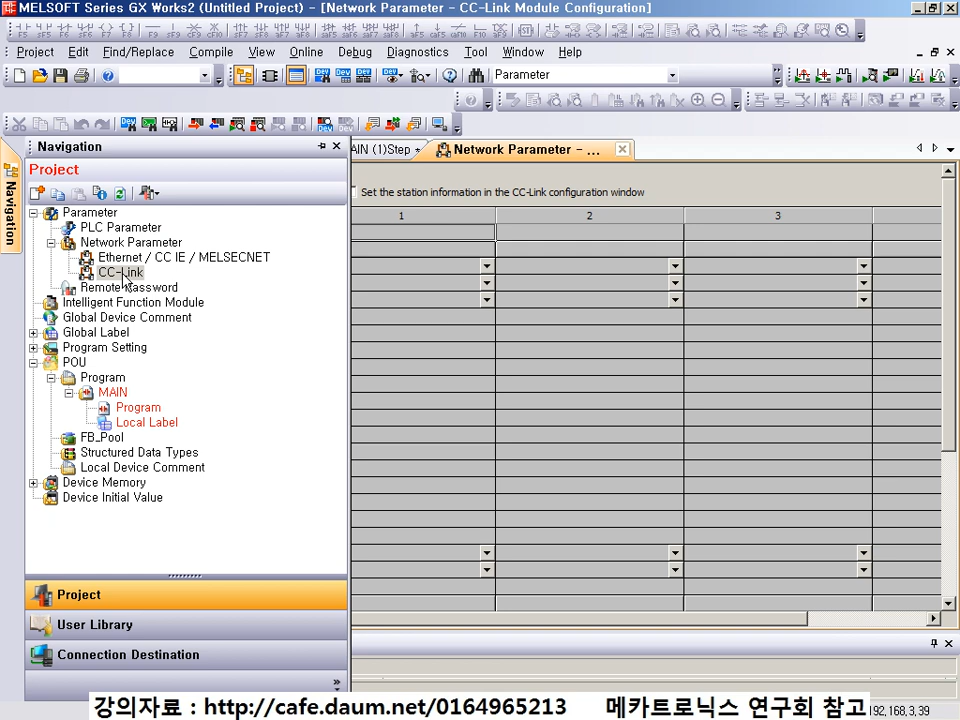 MELSOFT Series GX Works2 (Untitled Project) - [Network Parameter - CC-Link Module Configuration]
Project Edit Find/Replace Compile View Online Debug Diagnostics Tool Window Help
Parameter
Navigation
AIN (1)Step
Network Parameter - ...
Navigation
Project
Set the station information in the CC-Link configuration window
1 2 3
Parameter
PLC Parameter
Network Parameter
Ethernet / CC IE / MELSECNET
CC-Link
Remote Password
Intelligent Function Module
Global Device Comment
Global Label
Program Setting
POU
Program
MAIN
Program
Local Label
FB_Pool
Structured Data Types
Local Device Comment
Device Memory
Device Initial Value
Project
User Library
Connection Destination
강의자료 : http://cafe.daum.net/0164965213 메카트로닉스 연구회 참고
192,168,3,39